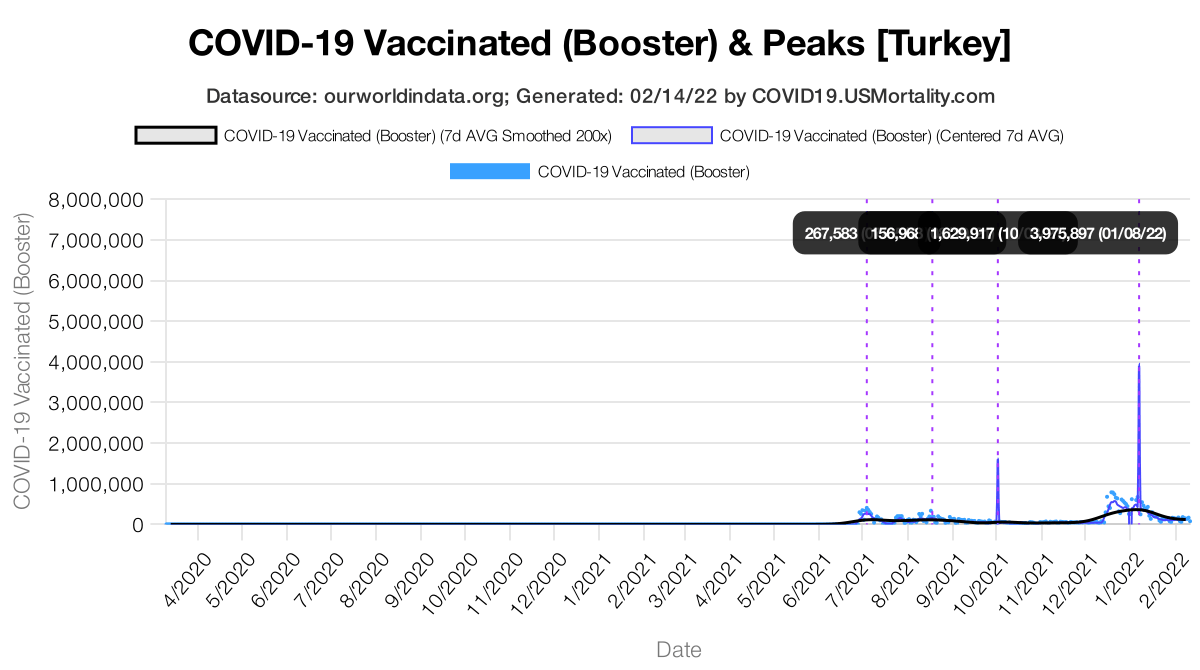 COVID-19 Vaccinated (Booster) & Peaks [Turkey]
Datasource: ourworldindata.org; Generated: 02/14/22 by COVID19.USMortality.com
COVID-19 Vaccinated (Booster) (7d AVG Smoothed 200x) COVID-19 Vaccinated (Booster) (Centered 7d AVG)
COVID-19 Vaccinated (Booster)
8,000,000
7,000,000
6,000,000
5,000,000
4,000,000
3,000,000
2,000,000
1,000,000
0
COVID-19 Vaccinated (Booster)
267,583 156,968 1,629,917 (10/ 3,975,897 (01/08/22)
4/2020 5/2020 6/2020 7/2020 8/2020 9/2020 10/2020 11/2020 12/2020 1/2021 2/2021 3/2021 4/2021 5/2021 6/2021 7/2021 8/2021 9/2021 10/2021 11/2021 12/2021 1/2022 2/2022
Date